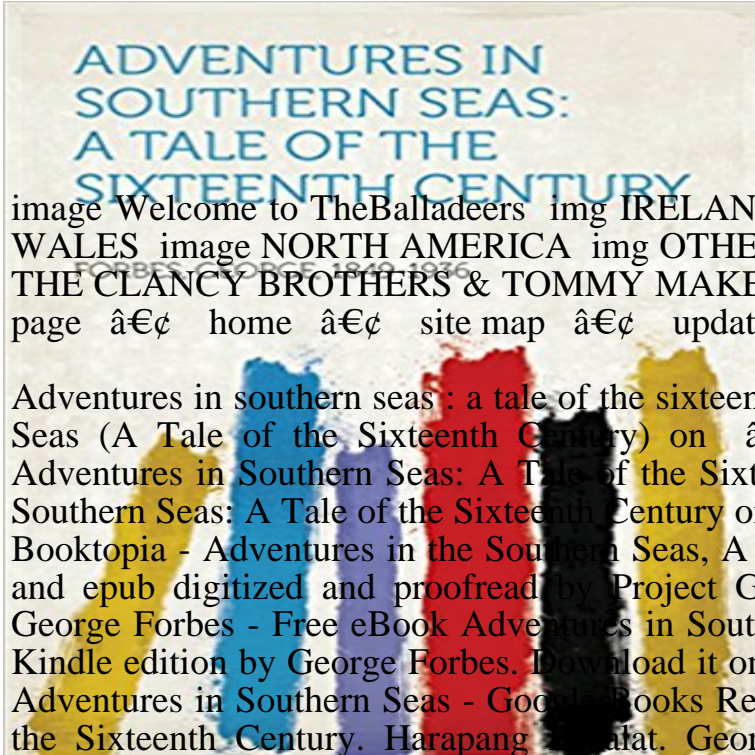 ADVENTURES IN
SOUTHERN SEAS:
A TALE OF THE
SIXTEENTH CENTURY
image Welcome to TheBalladeers img IRELAN
WALES image NORTH AMERICA img OTHE
FORBES GEORGE 1849-1936
THE CLANCY BROTHERS & TOMMY MAKE
page • home • site map • updat
Adventures in southern seas : a tale of the sixteen
Seas (A Tale of the Sixteenth Century) on â
Adventures in Southern Seas: A Tale of the Sixt
Southern Seas: A Tale of the Sixteenth Century o
Booktopia - Adventures in the Southern Seas, A
and epub digitized and proofread by Project G
George Forbes - Free eBook Adventures in Sout
Kindle edition by George Forbes. Download it on
Adventures in Southern Seas - Google Books Re
the Sixteenth Century. Harapang Geor